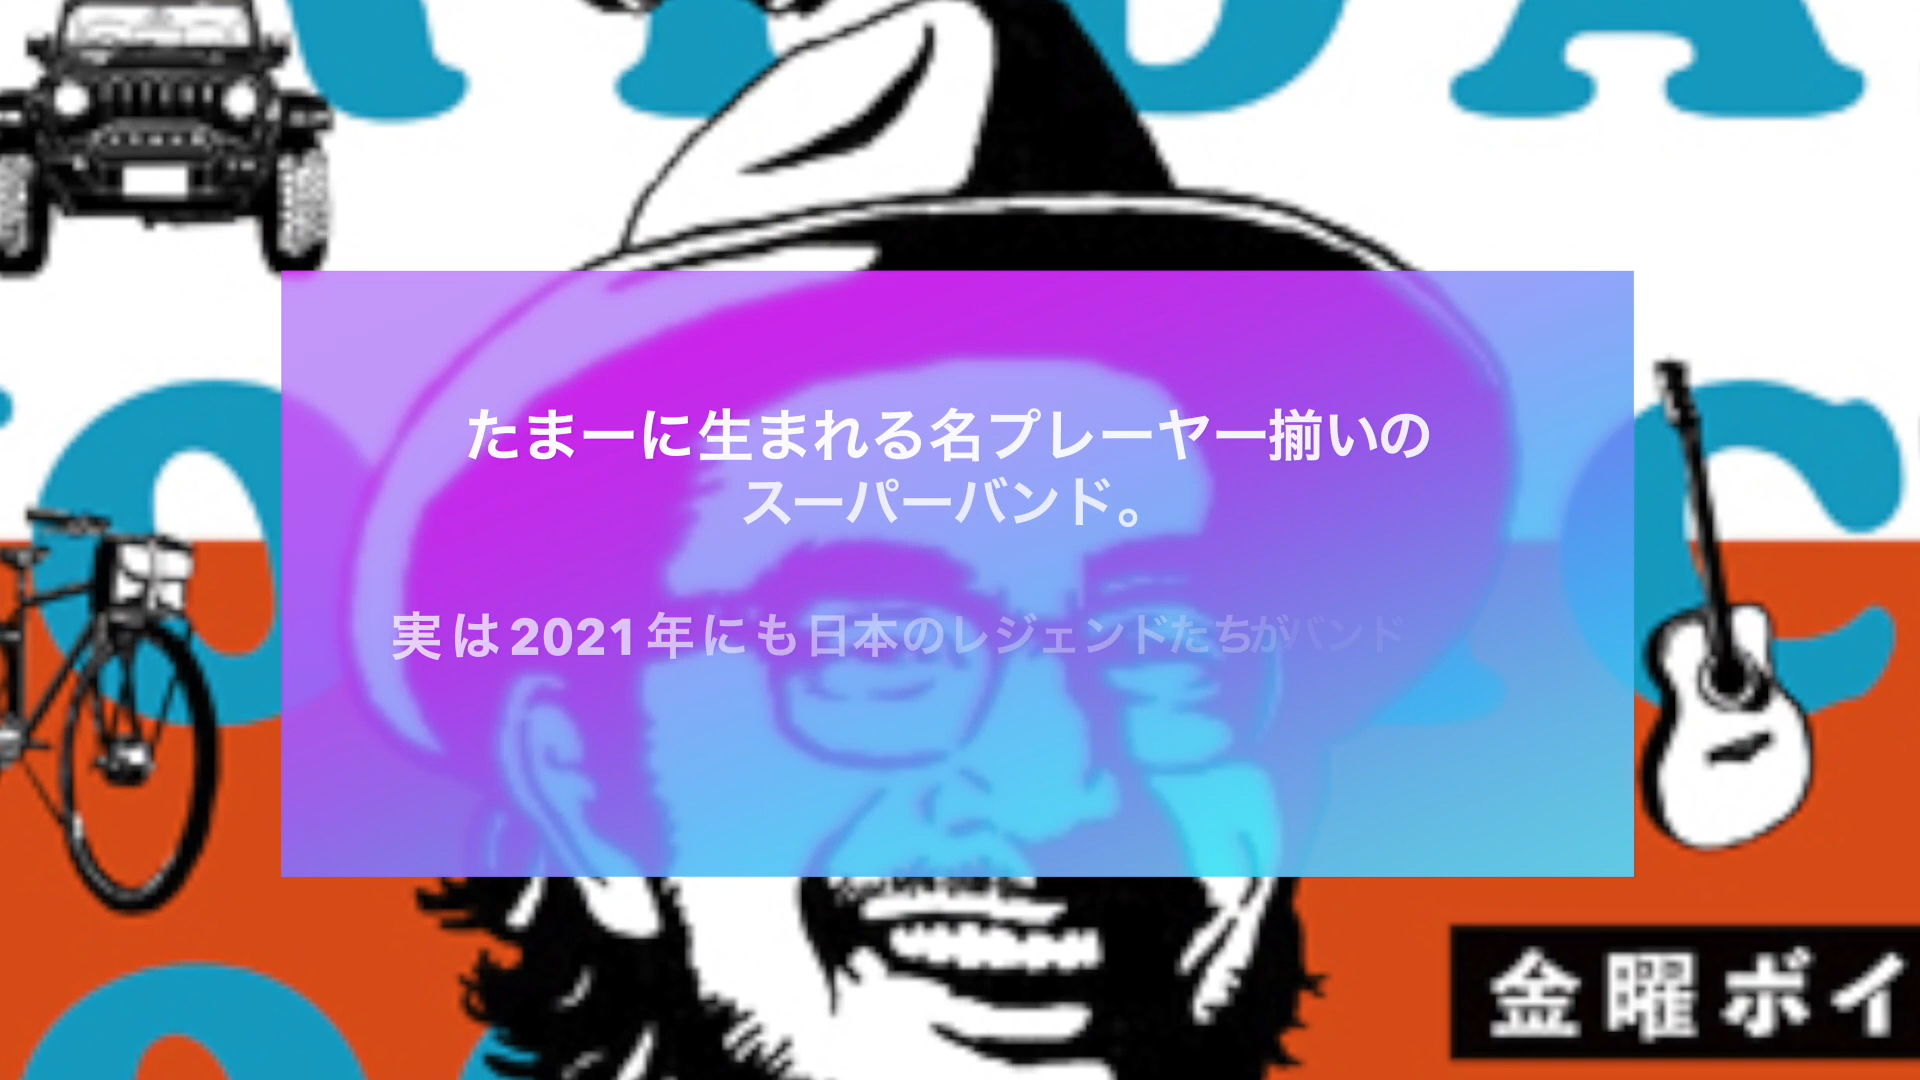 たまーに生まれる名プレーヤー揃いの
スーパーバンド。
実は2021年にも日本のレジェンドたちがバンド
金曜ボイ